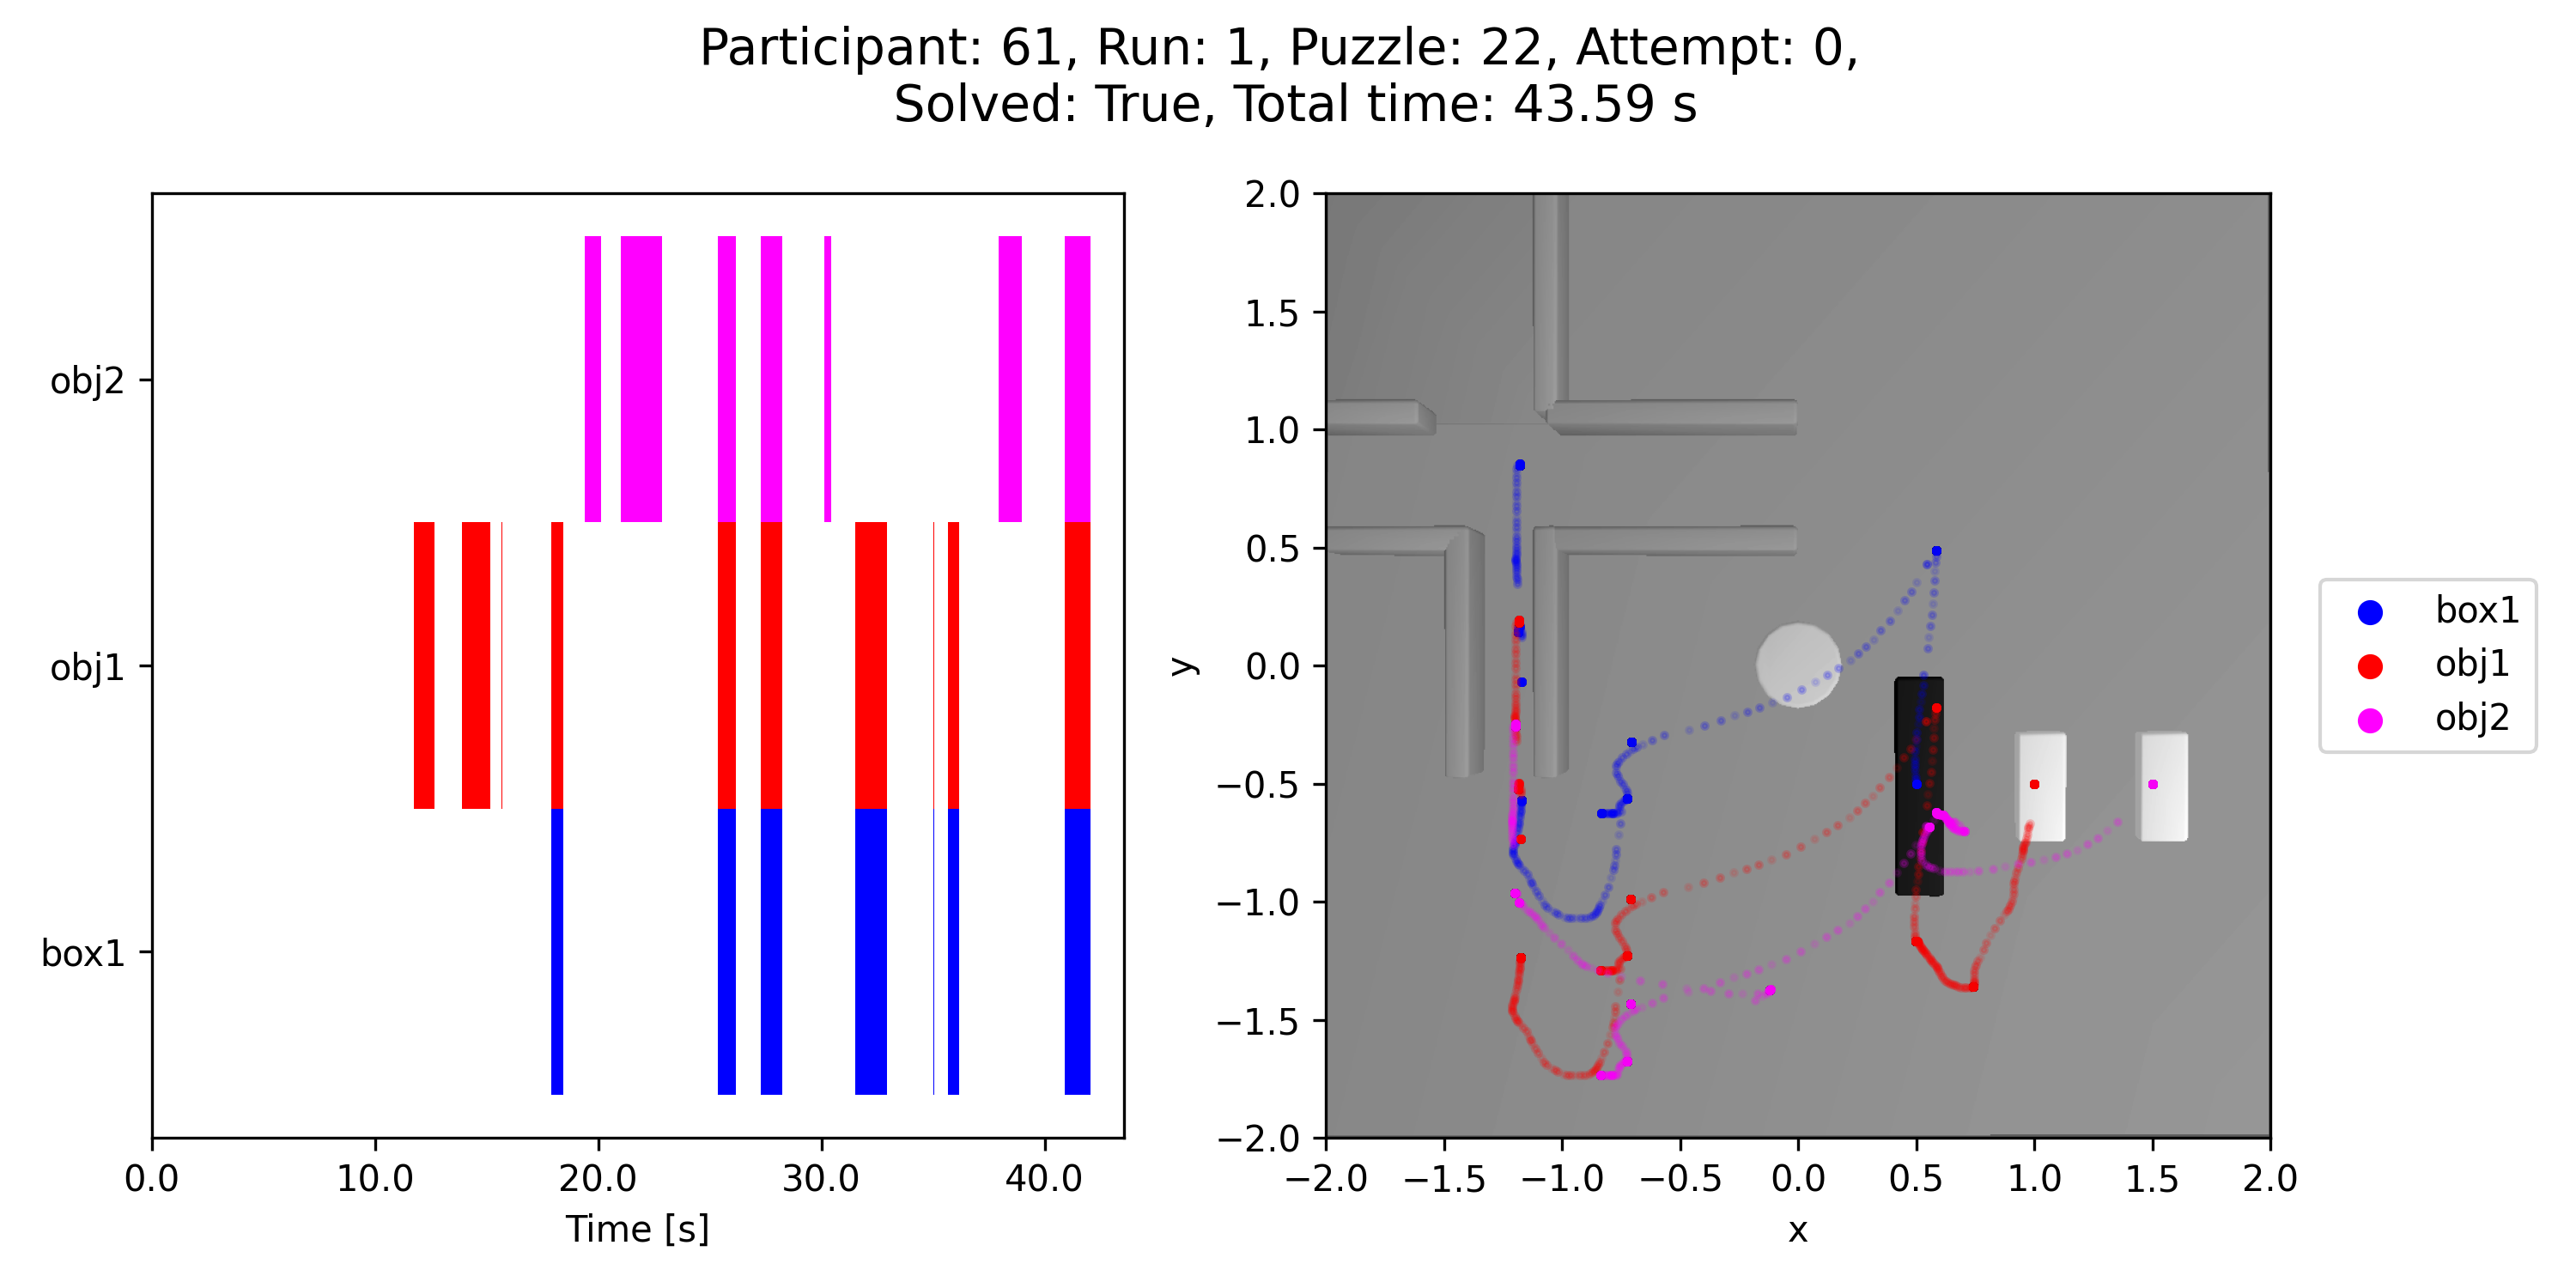 Participant: 61, Run: 1, Puzzle: 22, Attempt: 0,
Solved: True, Total time: 43.59 s
obj2
obj1
box1
0.0 10.0 20.0 30.0 40.0
Time [s]
2.0
1.5
1.0
0.5
0.0
−0.5
−1.0
−1.5
−2.0
y
−2.0 −1.5 −1.0 −0.5 0.0 0.5 1.0 1.5 2.0
x
box1
obj1
obj2